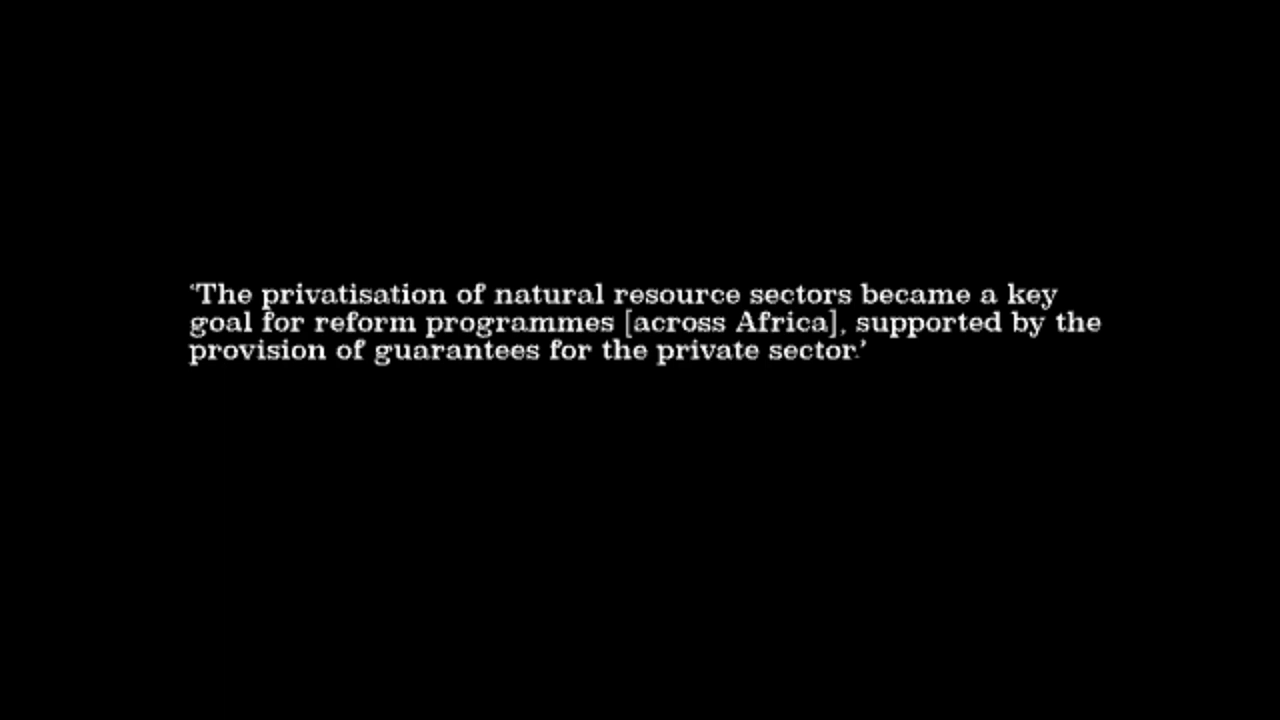 ‘The privatisation of natural resource sectors became a key
goal for reform programmes [across Africa], supported by the
provision of guarantees for the private sector.’